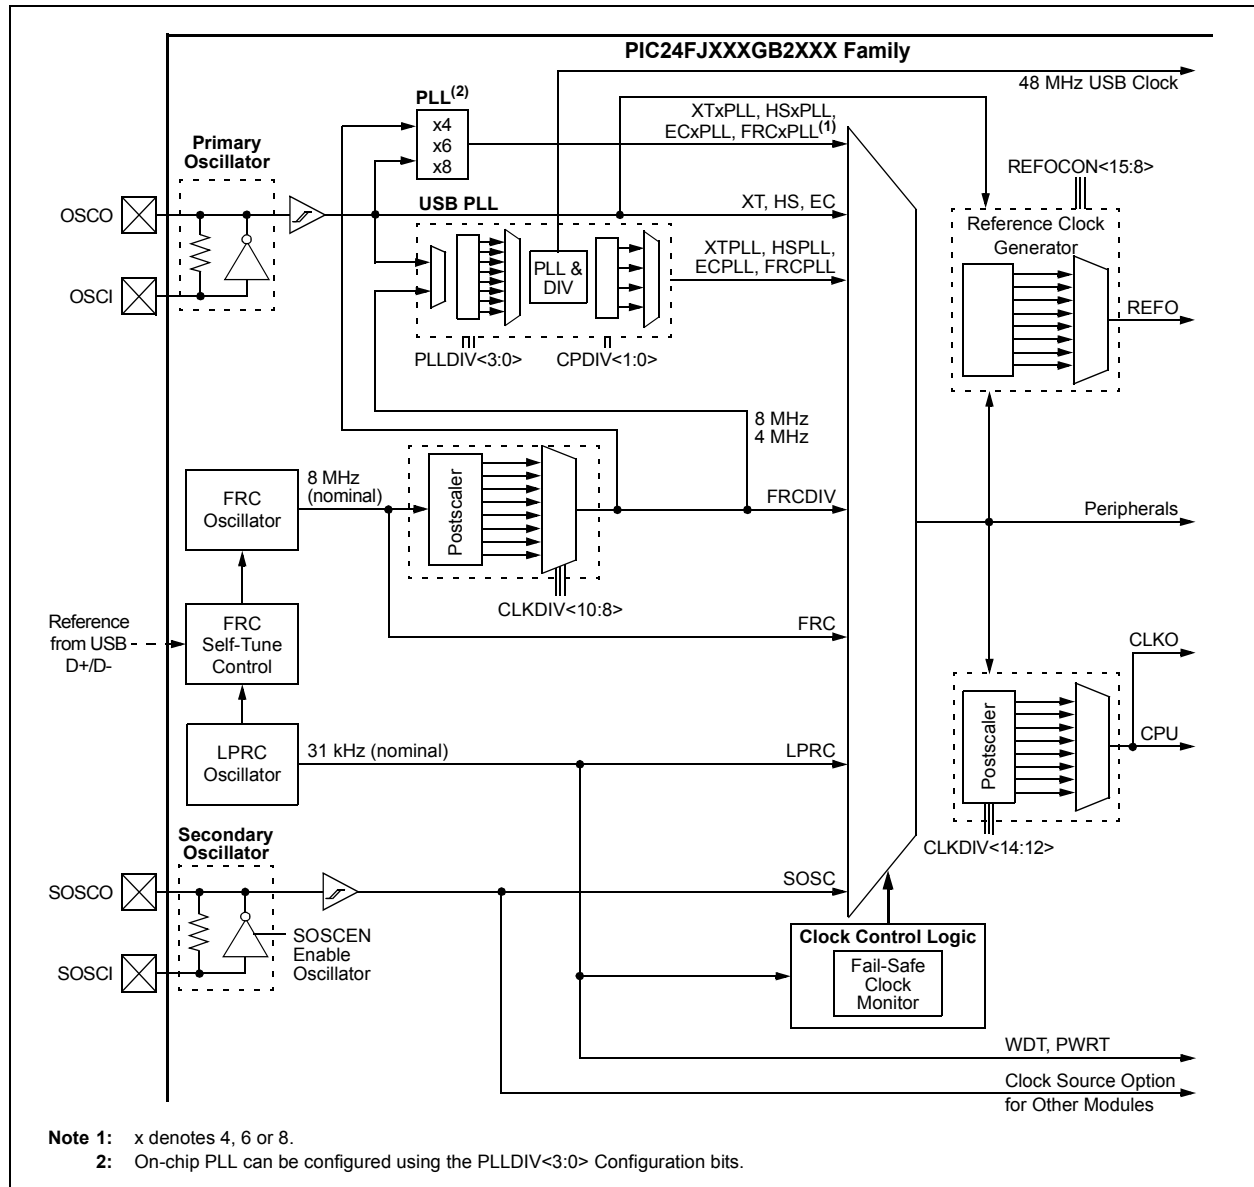 PIC24FJXXXGB2XXX Family
48 MHz USB Clock
PLL(2)
x4
x6
x8
XTxPLL, HSxPLL,
ECxPLL, FRCxPLL(1)
Primary
Oscillator
REFOCON<15:8>
OSCO
OSCI
XT, HS, EC
USB PLL
PLL &
DIV
XTPLL, HSPLL,
ECPLL, FRCPLL
Reference Clock
Generator
REFO
PLLDIV<3:0>
CPDIV<1:0>
8 MHz
4 MHz
FRC
Oscillator
8 MHz
(nominal)
Postscaler
FRCDIV
Peripherals
CLKDIV<10:8>
Reference
from USB
D+/D-
FRC
Self-Tune
Control
FRC
CLKO
LPRC
Oscillator
31 kHz (nominal)
LPRC
Postscaler
CPU
CLKDIV<14:12>
Secondary
Oscillator
SOSCO
SOSCI
SOSC
SOSCEN
Enable
Oscillator
Clock Control Logic
Fail-Safe
Clock
Monitor
WDT, PWRT
Clock Source Option
for Other Modules
Note 1: x denotes 4, 6 or 8.
2: On-chip PLL can be configured using the PLLDIV<3:0> Configuration bits.